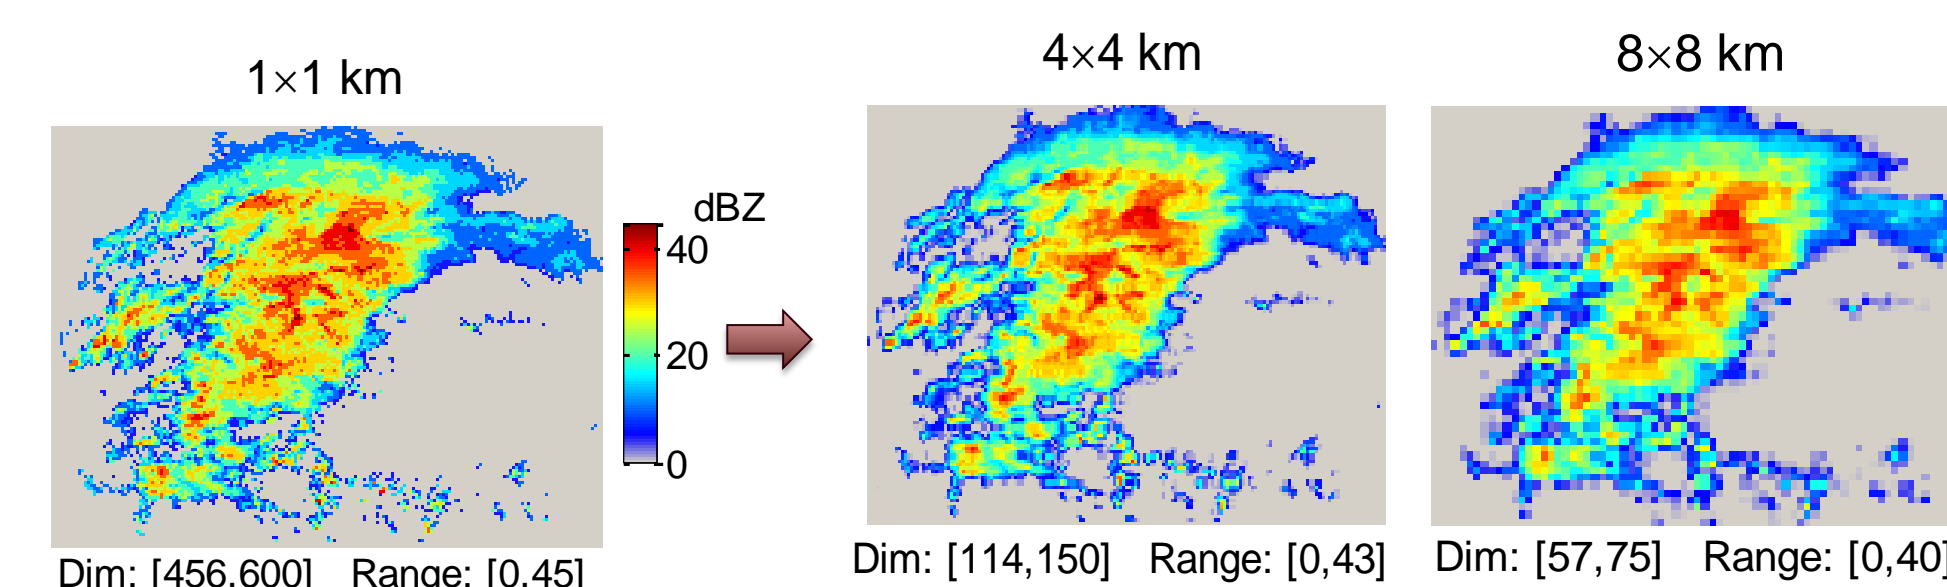 1×1 km
4×4 km
8×8 km
dBZ
40
20
0
Dim: [456,600] Range: [0,45]
Dim: [114,150] Range: [0,43]
Dim: [57,75] Range: [0,40]